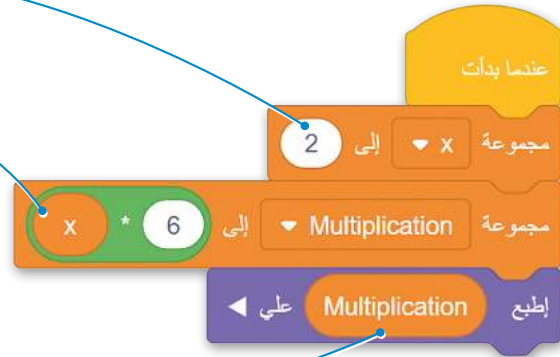 عندما بدأت
مجموعة x إلى 2
مجموعة Multiplication إلى 6 * x
إطبع Multiplication علي